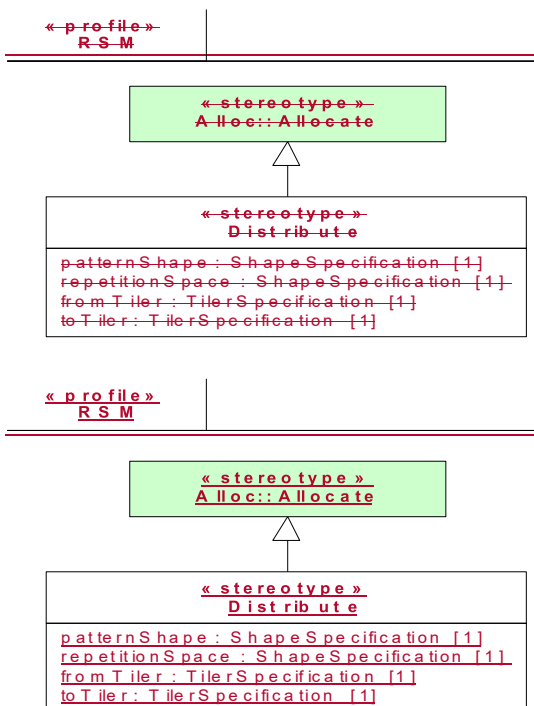 « profile»
RSM
« stereotype »
Alloc::Allocate
« stereotype »
Distribute
patternShape : ShapeSpecification [1]
repetitionSpace : ShapeSpecification [1]
fromTiler : TilerSpecification [1]
toTiler: TilerSpecification [1]
« profile»
RSM
« stereotype »
Alloc::Allocate
« stereotype »
Distribute
patternShape : ShapeSpecification [1]
repetitionSpace : ShapeSpecification [1]
fromTiler : TilerSpecification [1]
toTiler: TilerSpecification [1]